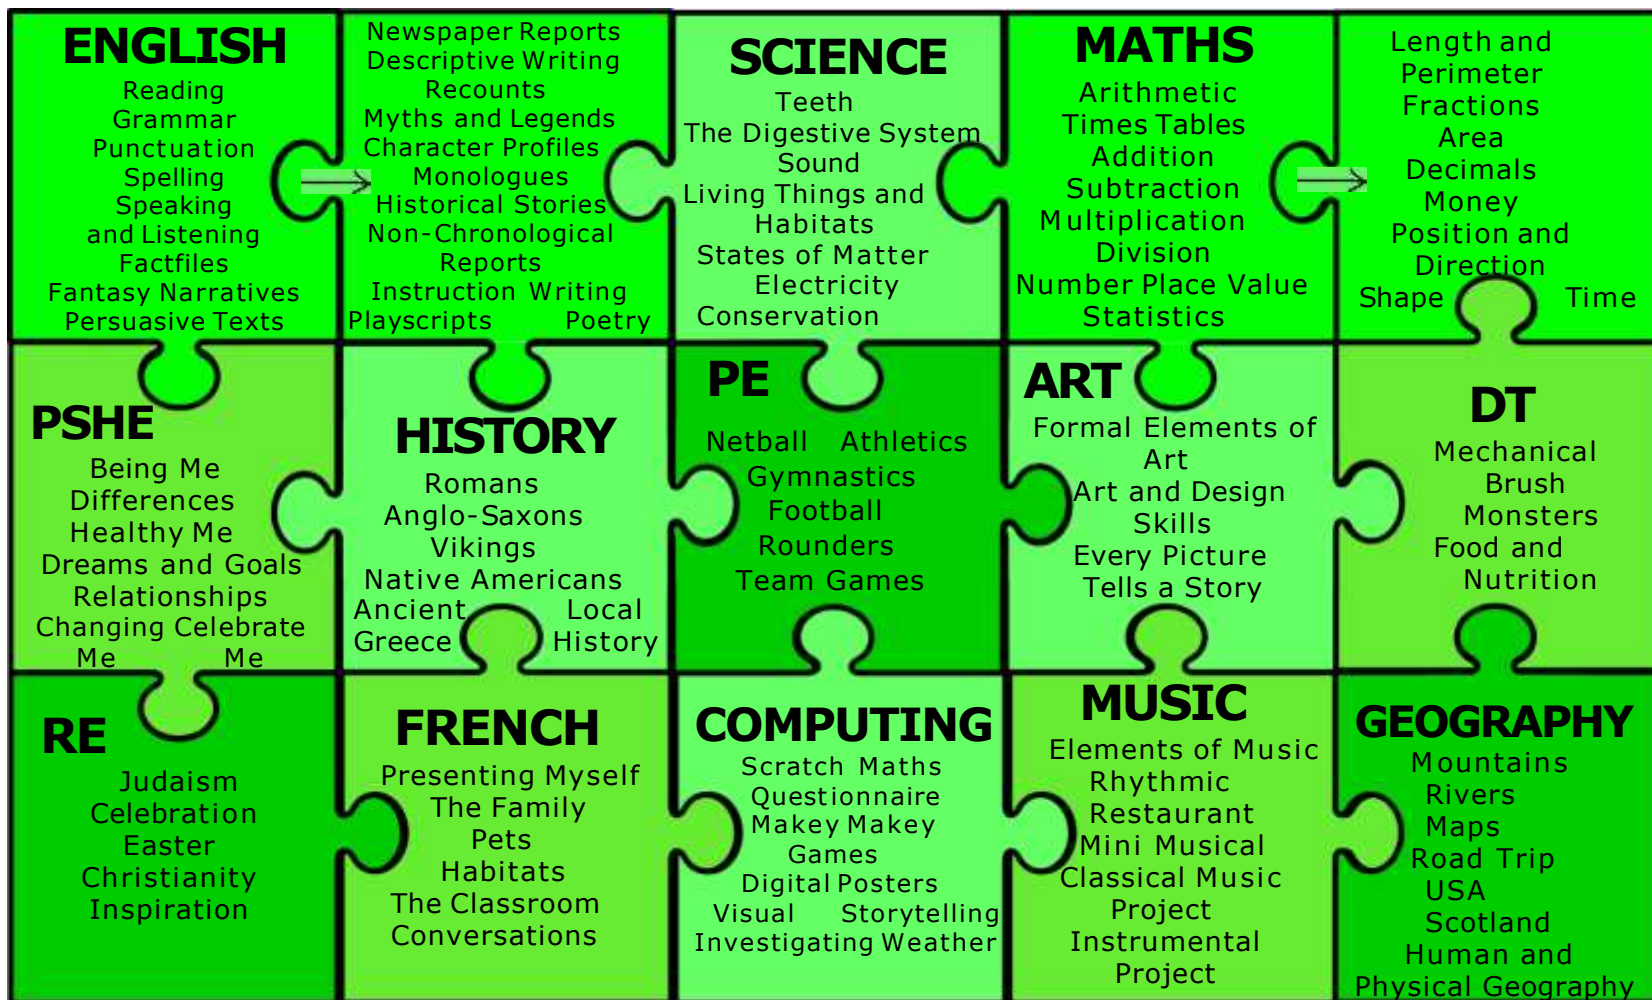 ENGLISH
Reading
Grammar
Punctuation
Spelling
Speaking
and Listening
Factfiles
Fantasy Narratives
Persuasive Texts
Newspaper Reports
Descriptive Writing
Recounts
Myths and Legends
Character Profiles
Monologues
Historical Stories
Non-Chronological
Reports
Instruction Writing
Playscripts Poetry
SCIENCE
Teeth
The Digestive System
Sound
Living Things and
Habitats
States of Matter
Electricity
Conservation
MATHS
Arithmetic
Times Tables
Addition
Subtraction
Multiplication
Division
Number Place Value
Statistics
Length and
Perimeter
Fractions
Area
Decimals
Money
Position and
Direction
Shape Time
PSHE
Being Me
Differences
Healthy Me
Dreams and Goals
Relationships
Changing Celebrate
Me Me
HISTORY
Romans
Anglo-Saxons
Vikings
Native Americans
Ancient Local
Greece History
PE
Netball Athletics
Gymnastics
Football
Rounders
Team Games
ART
Formal Elements of
Art
Art and Design
Skills
Every Picture
Tells a Story
DT
Mechanical
Brush
Monsters
Food and
Nutrition
RE
Judaism
Celebration
Easter
Christianity
Inspiration
FRENCH
Presenting Myself
The Family
Pets
Habitats
The Classroom
Conversations
COMPUTING
Scratch Maths
Questionnaire
Makey Makey
Games
Digital Posters
Visual Storytelling
Investigating Weather
MUSIC
Elements of Music
Rhythmic
Restaurant
Mini Musical
Classical Music
Project
Instrumental
Project
GEOGRAPHY
Mountains
Rivers
Maps
Road Trip
USA
Scotland
Human and
Physical Geography